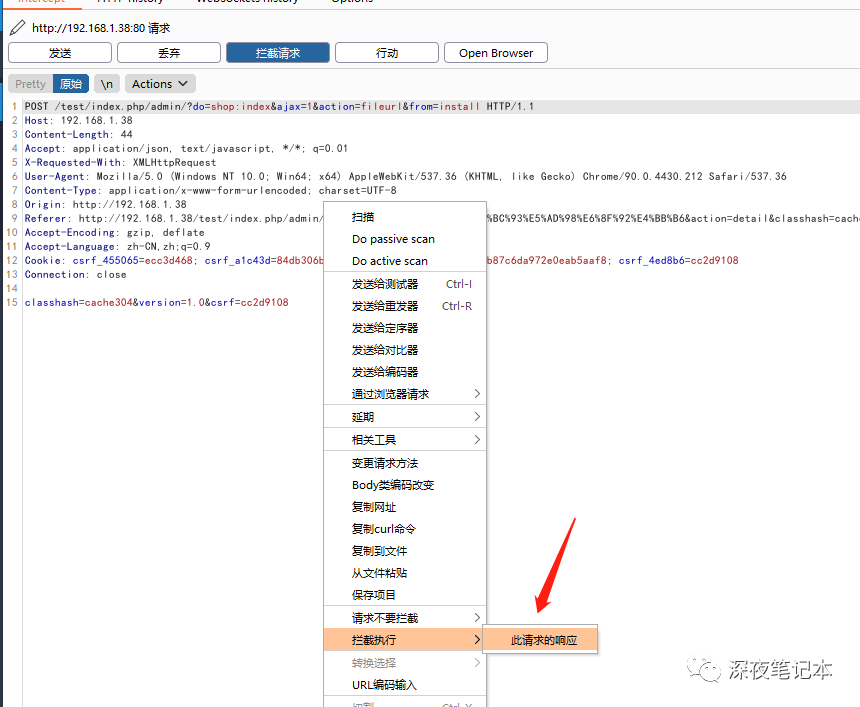 Intercept HTTP history WebSockets history Options
http://192.168.1.38:80 请求
发送 丢弃 拦截请求 行动 Open Browser
Pretty 原始 \n Actions
1 POST /test/index.php/admin/?do=shop:index&ajax=1&action=fileurl&from=install HTTP/1.1
2 Host: 192.168.1.38
3 Content-Length: 44
4 Accept: application/json, text/javascript, */*; q=0.01
5 X-Requested-With: XMLHttpRequest
6 User-Agent: Mozilla/5.0 (Windows NT 10.0; Win64; x64) AppleWebKit/537.36 (KHTML, like Gecko) Chrome/90.0.4430.212 Safari/537.36
7 Content-Type: application/x-www-form-urlencoded; charset=UTF-8
8 Origin: http://192.168.1.38
9 Referer: http://192.168.1.38/test/index.php/admin/ %BC%93%E5%AD%98%E6%8F%92%E4%BB%B6&action=detail&classhash=cache
10 Accept-Encoding: gzip, deflate
11 Accept-Language: zh-CN,zh;q=0.9
12 Cookie: csrf_455065=ecc3d468; csrf_a1c43d=84db306b b87c6da972e0eab5aaf8; csrf_4ed8b6=cc2d9108
13 Connection: close
14
15 classhash=cache304&version=1.0&csrf=cc2d9108
扫描
Do passive scan
Do active scan
发送给测试器 Ctrl-I
发送给重发器 Ctrl-R
发送给定序器
发送给对比器
发送给编码器
通过浏览器请求
延期
相关工具
变更请求方法
Body类编码改变
复制网址
复制curl命令
复制到文件
从文件粘贴
保存项目
请求不要拦截
拦截执行
此请求的响应
转换选择
URL编码输入
切割 Ctrl-X
深夜笔记本